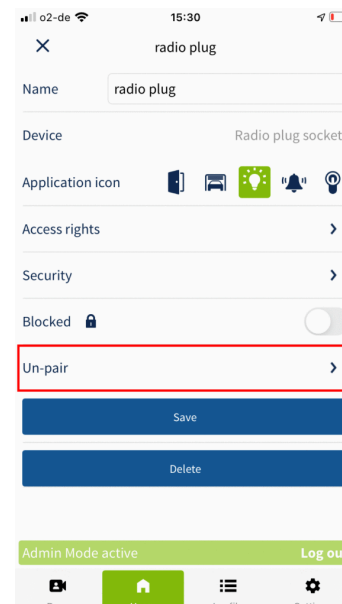 o2-de 15:30
radio plug
Name radio plug
Device Radio plug socket
Application icon
Access rights
Security
Blocked
Un-pair
Save
Delete
Admin Mode active Log ou